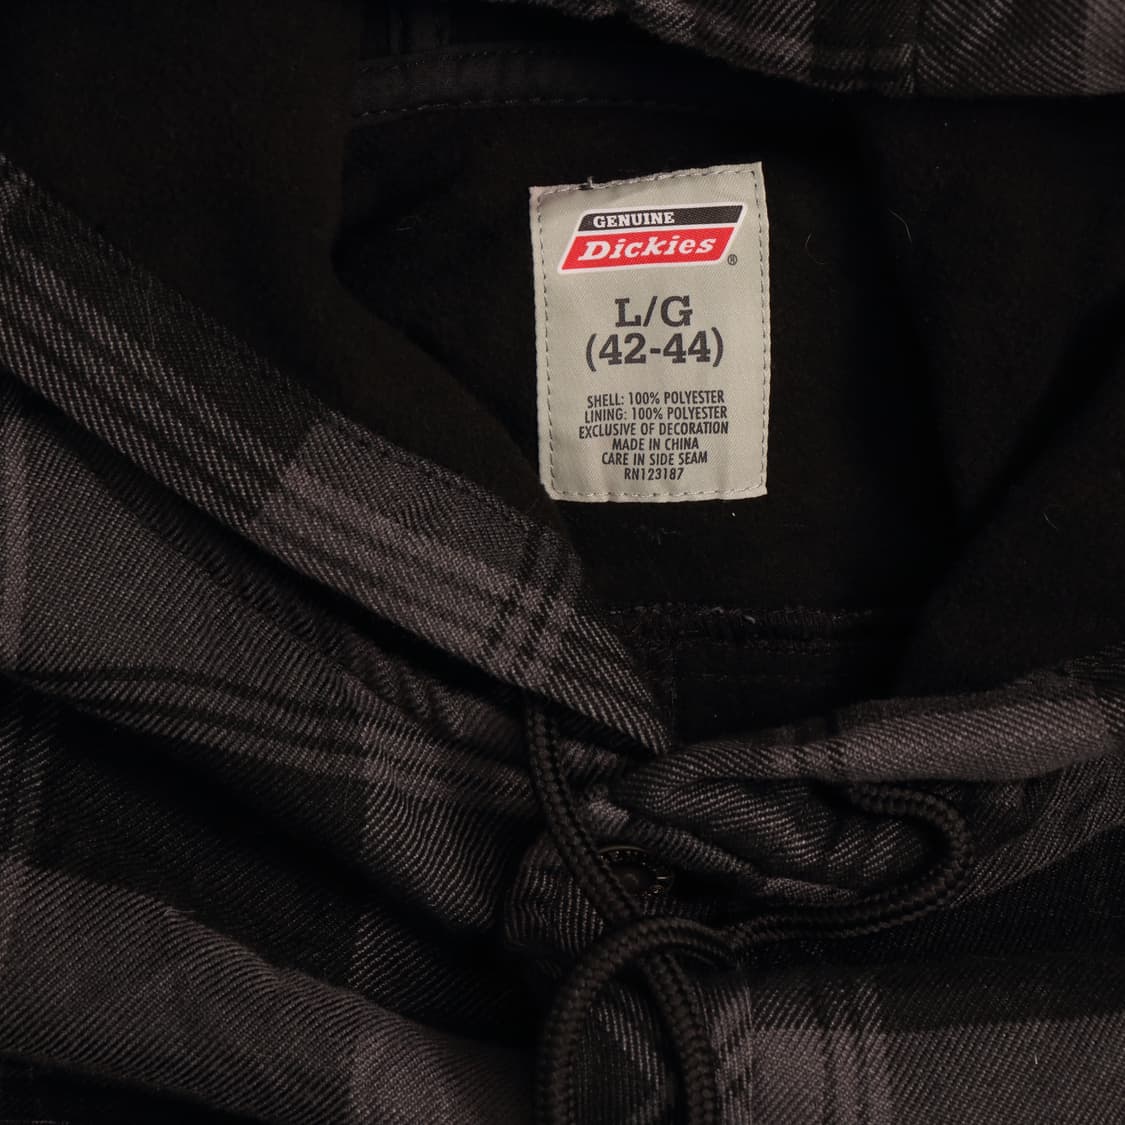 GENUINE
Dickies®
L/G
(42-44)
SHELL: 100% POLYESTER
LINING: 100% POLYESTER
EXCLUSIVE OF DECORATION
MADE IN CHINA
CARE IN SIDE SEAM
RN123187